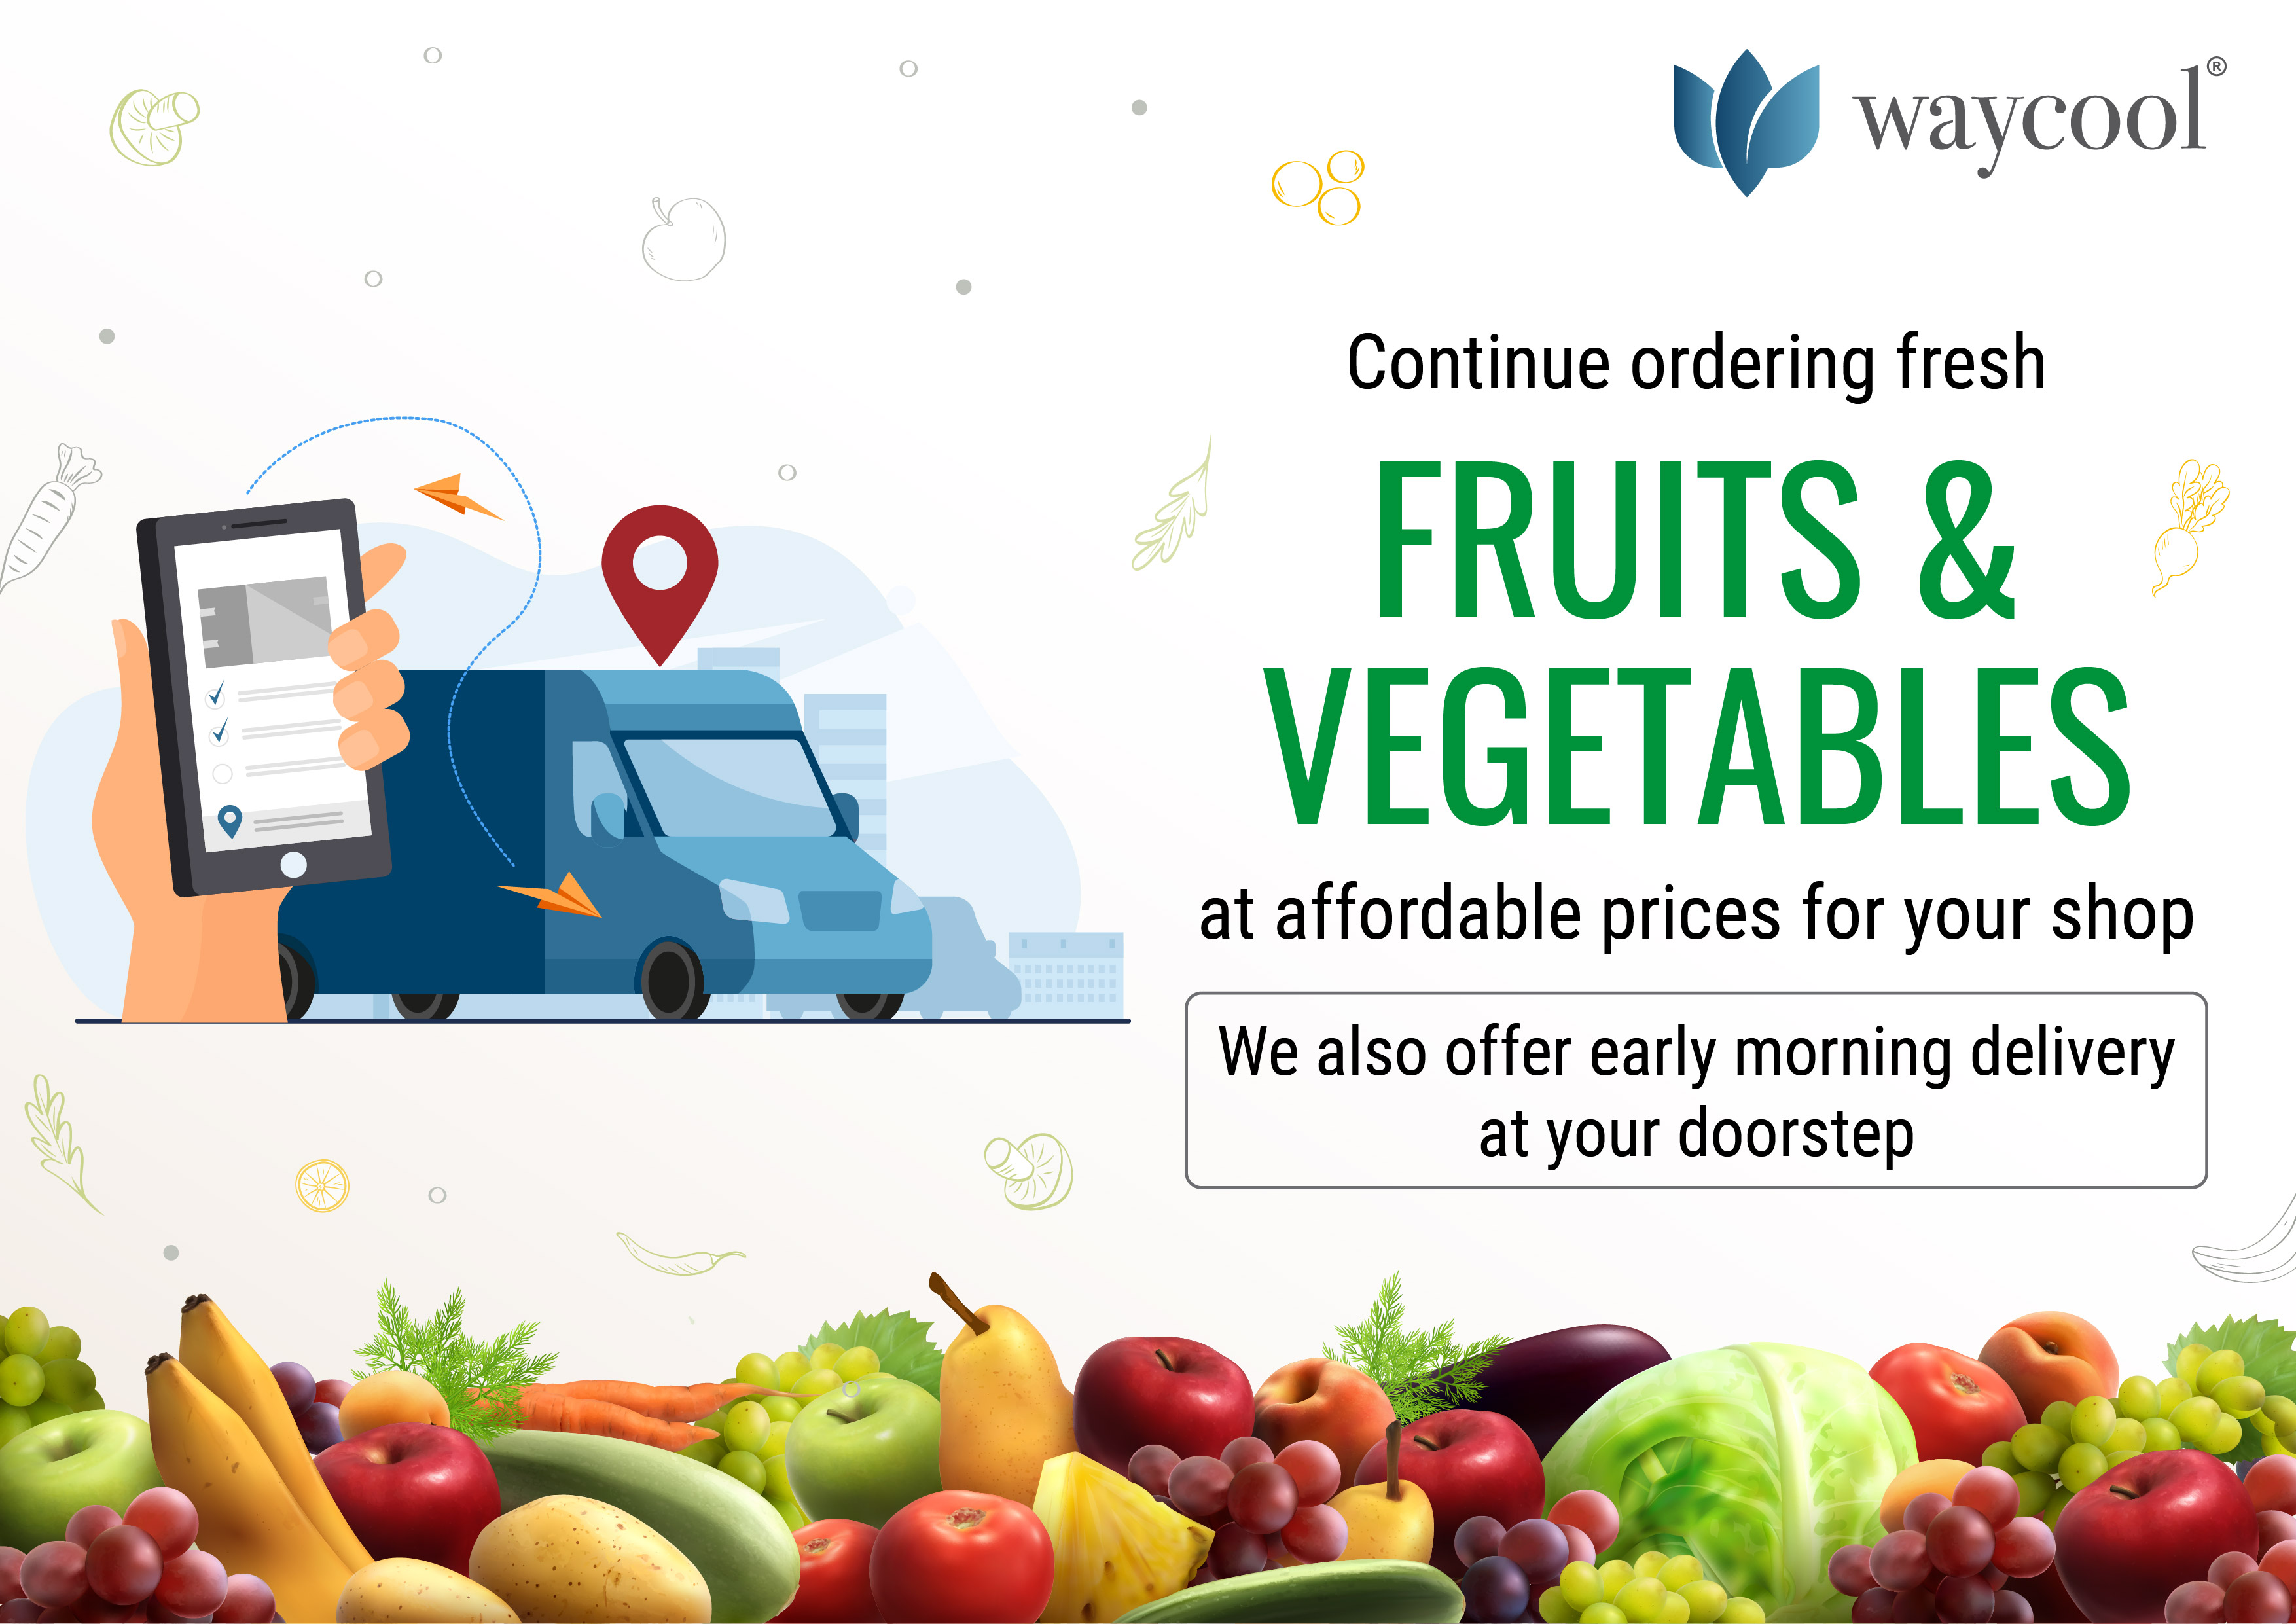 waycool®
Continue ordering fresh
FRUITS &
VEGETABLES
at affordable prices for your shop
We also offer early morning delivery
at your doorstep